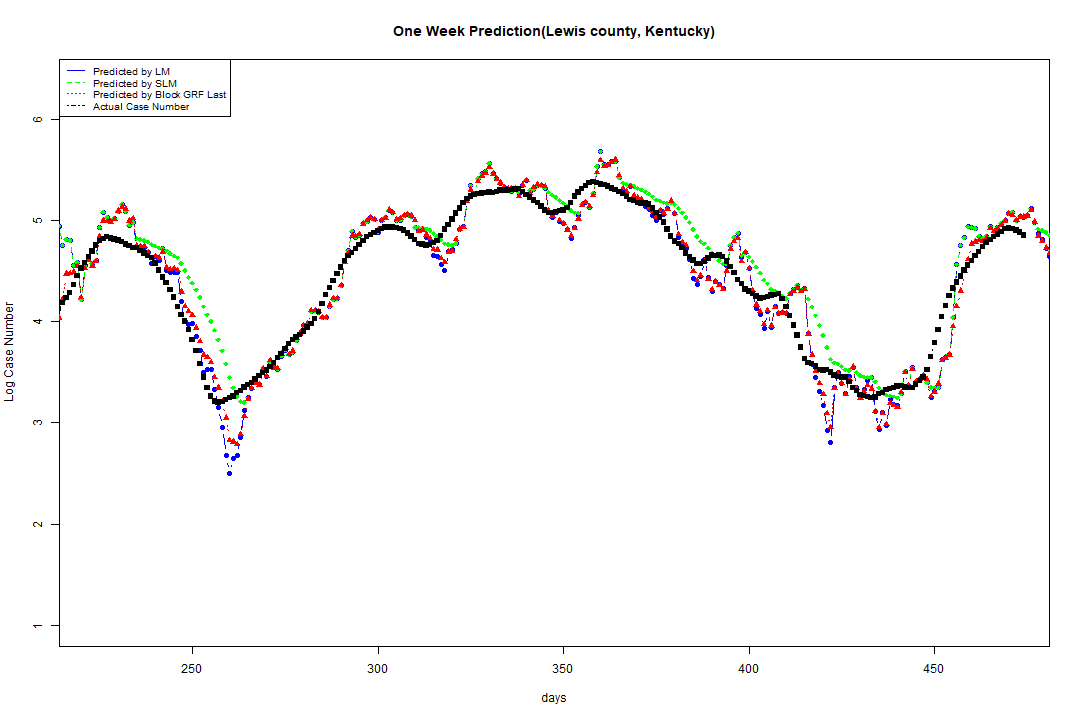 One Week Prediction(Lewis county, Kentucky)
Predicted by LM
Predicted by SLM
Predicted by Block GRF Last
Actual Case Number
Log Case Number
6
5
4
3
2
1
250 300 350 400 450
days